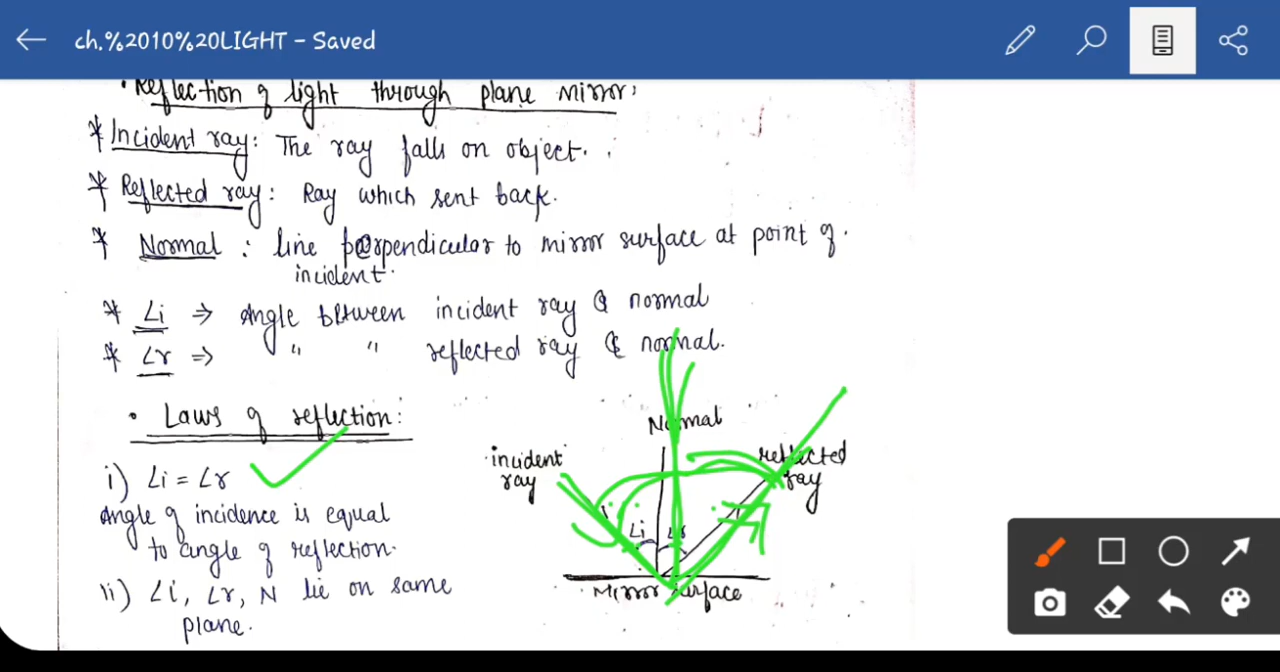 ch.%2010%20LIGHT - Saved
· Reflection of light through plane mirror:
* Incident ray: The ray falls on object.
* Reflected ray: Ray which sent back.
* Normal : line perpendicular to mirror surface at point of
incident.
* ∠i ⇒ Angle between incident ray & normal
* ∠r ⇒ " " reflected ray & normal.
· Laws of reflection:
i) ∠i = ∠r
Angle of incidence is equal
to angle of reflection.
ii) ∠i, ∠r, N lie on same
plane.
Normal
incident
ray
reflected
ray
∠i ∠r
Mirror surface